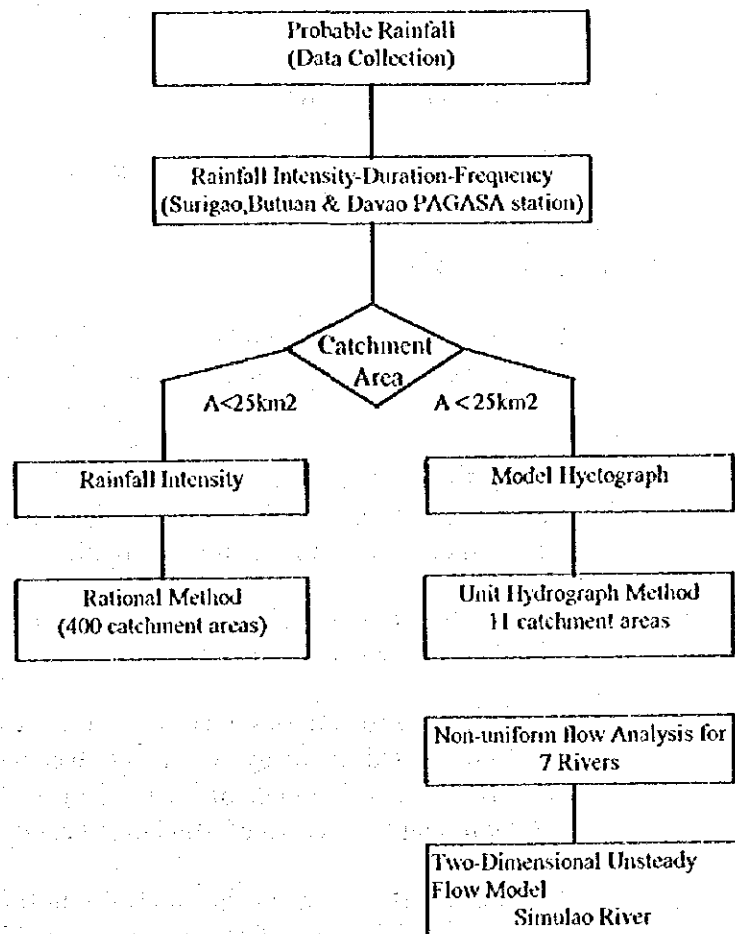 Probable Rainfall
(Data Collection)
Rainfall Intensity-Duration-Frequency
(Surigao,Butuan & Davao PAGASA station)
Catchment
Area
A<25km2
A<25km2
Rainfall Intensity
Model Hyetograph
Rational Method
(400 catchment areas)
Unit Hydrograph Method
11 catchment areas
Non-uniform flow Analysis for
7 Rivers
Two-Dimensional Unsteady
Flow Model
Simulao River